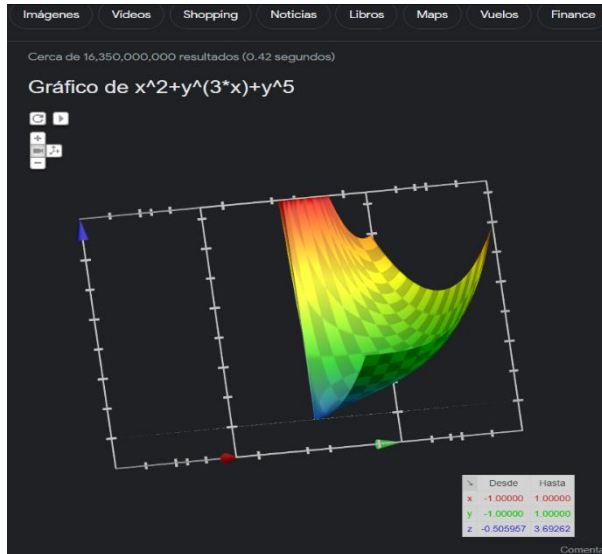 Imágenes Videos Shopping Noticias Libros Maps Vuelos Finance
Cerca de 16,350,000,000 resultados (0.42 segundos)
Gráfico de x^2+y^(3*x)+y^5
Desde Hasta
x -1.00000 1.00000
y -1.00000 1.00000
z -0.505957 3.69262